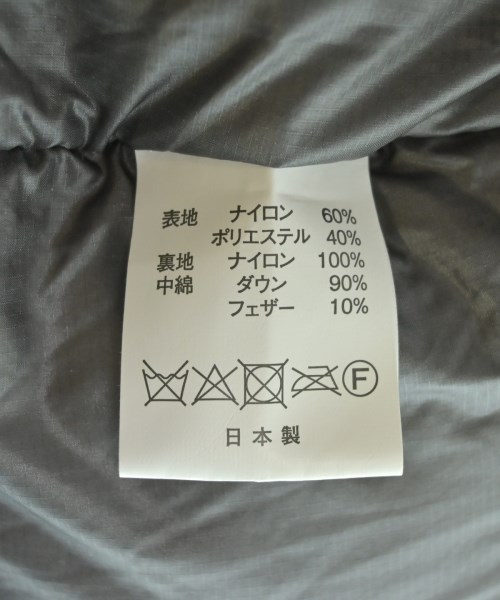 表地 ナイロン 60%
ポリエステル 40%
裏地 ナイロン 100%
中綿 ダウン 90%
フェザー 10%
F
日本製